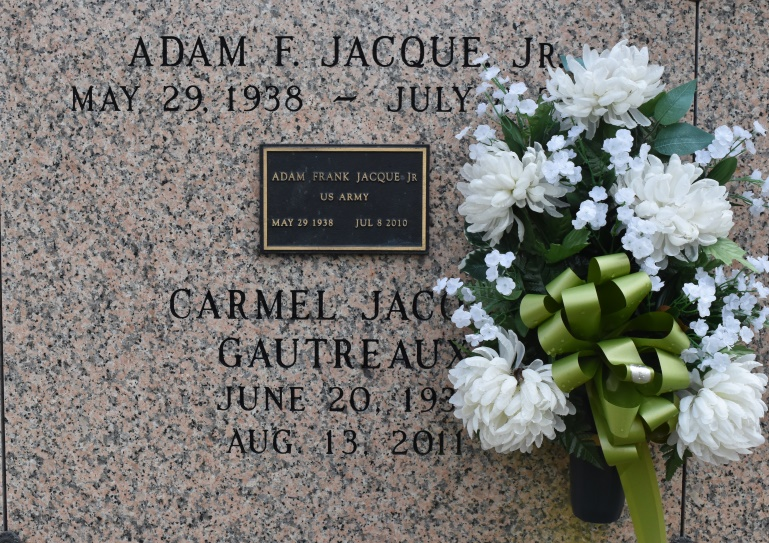 ADAM F. JACQUE JR
MAY 29, 1938 – JULY
ADAM FRANK JACQUE JR
US ARMY
MAY 29 1938 JUL 8 2010
CARMEL
GAUTREAUX
JUNE 20,
AUG. 13, 2011